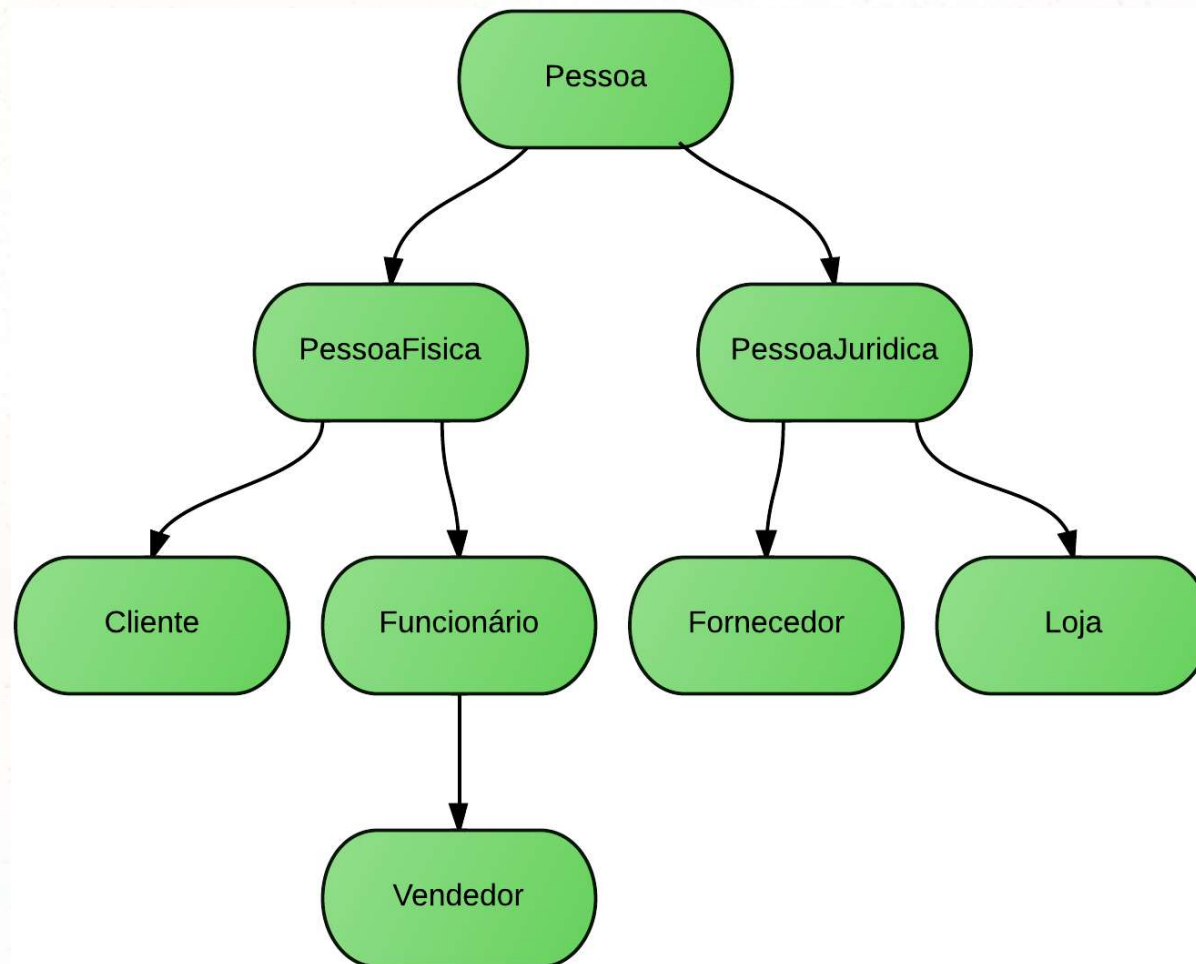 Pessoa
PessoaFisica
PessoaJuridica
Cliente
Funcionário
Fornecedor
Loja
Vendedor